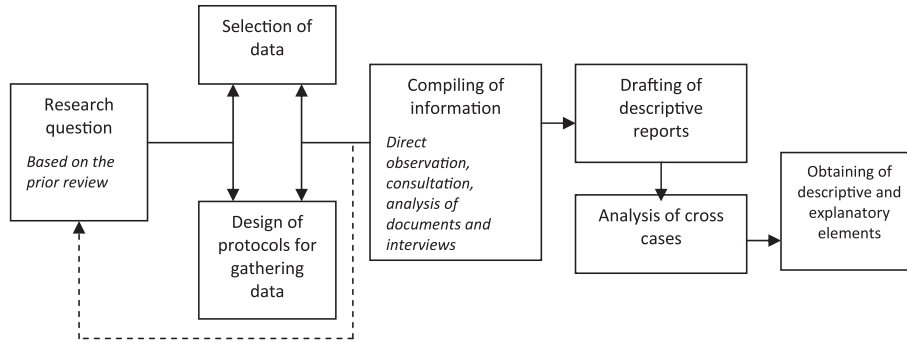 Research
question
Based on the
prior review
Selection of
data
Design of
protocols for
gathering
data
Compiling of
information
Direct
observation,
consultation,
analysis of
documents and
interviews
Drafting of
descriptive
reports
Analysis of cross
cases
Obtaining of
descriptive and
explanatory
elements